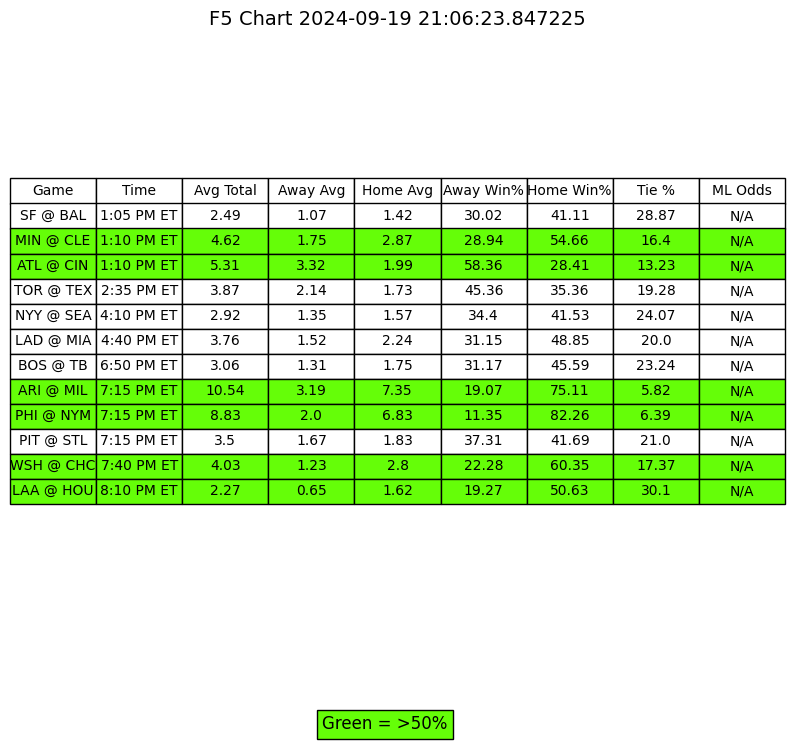 F5 Chart 2024-09-19 21:06:23.847225
Game Time Avg Total Away Avg Home Avg Away Win% Home Win% Tie % ML Odds
SF @ BAL 1:05 PM ET 2.49 1.07 1.42 30.02 41.11 28.87 N/A
MIN @ CLE 1:10 PM ET 4.62 1.75 2.87 28.94 54.66 16.4 N/A
ATL @ CIN 1:10 PM ET 5.31 3.32 1.99 58.36 28.41 13.23 N/A
TOR @ TEX 2:35 PM ET 3.87 2.14 1.73 45.36 35.36 19.28 N/A
NYY @ SEA 4:10 PM ET 2.92 1.35 1.57 34.4 41.53 24.07 N/A
LAD @ MIA 4:40 PM ET 3.76 1.52 2.24 31.15 48.85 20.0 N/A
BOS @ TB 6:50 PM ET 3.06 1.31 1.75 31.17 45.59 23.24 N/A
ARI @ MIL 7:15 PM ET 10.54 3.19 7.35 19.07 75.11 5.82 N/A
PHI @ NYM 7:15 PM ET 8.83 2.0 6.83 11.35 82.26 6.39 N/A
PIT @ STL 7:15 PM ET 3.5 1.67 1.83 37.31 41.69 21.0 N/A
WSH @ CHC 7:40 PM ET 4.03 1.23 2.8 22.28 60.35 17.37 N/A
LAA @ HOU 8:10 PM ET 2.27 0.65 1.62 19.27 50.63 30.1 N/A
Green = >50%